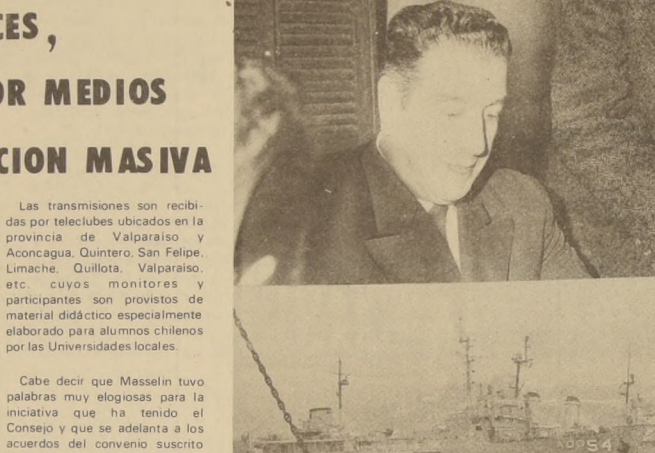 CES,
OR MEDIOS
CION MASIVA
Las transmisiones son recibi-
das por teleclubes ubicados en la
provincia de Valparaíso y
Aconcagua, Quintero, San Felipe,
Limache, Quillota, Valparaíso,
etc. cuyos monitores y
participantes son provistos de
material didáctico especialmente
elaborado para alumnos chilenos
por las Universidades locales.
Cabe decir que Masselin tuvo
palabras muy elogiosas para la
iniciativa que ha tenido el
Consejo y que se adelanta a los
acuerdos del convenio suscrito
54